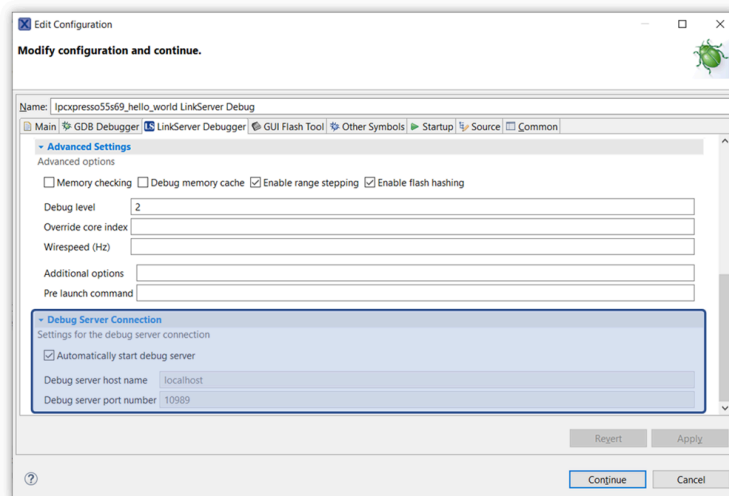 Edit Configuration
Modify configuration and continue.
Name: lpcxpresso55s69_hello_world LinkServer Debug
Main GDB Debugger LS LinkServer Debugger GUI Flash Tool Other Symbols Startup Source Common
Advanced Settings
Advanced options
Memory checking Debug memory cache Enable range stepping Enable flash hashing
Debug level 2
Override core index
Wirespeed (Hz)
Additional options
Pre launch command
Debug Server Connection
Settings for the debug server connection
Automatically start debug server
Debug server host name localhost
Debug server port number 10989
Revert Apply
? Continue Cancel